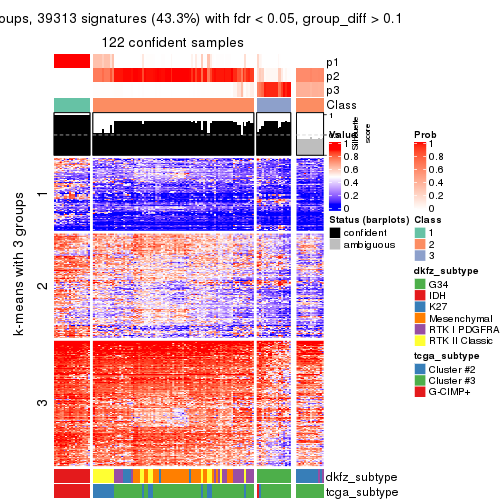 oups, 39313 signatures (43.3%) with fdr < 0.05, group_diff > 0.1
122 confident samples
p1
p2
p3
Class
1
Silhouette
score
k-means with 3 groups
1
2
3
dkfz_subtype
tcga_subtype
Value
1
0.8
0.6
0.4
0.2
0
Prob
1
0.8
0.6
0.4
0.2
0
Status (barplots)
confident
ambiguous
Class
1
2
3
dkfz_subtype
G34
IDH
K27
Mesenchymal
RTK I PDGFRA
RTK II Classic
tcga_subtype
Cluster #2
Cluster #3
G-CIMP+